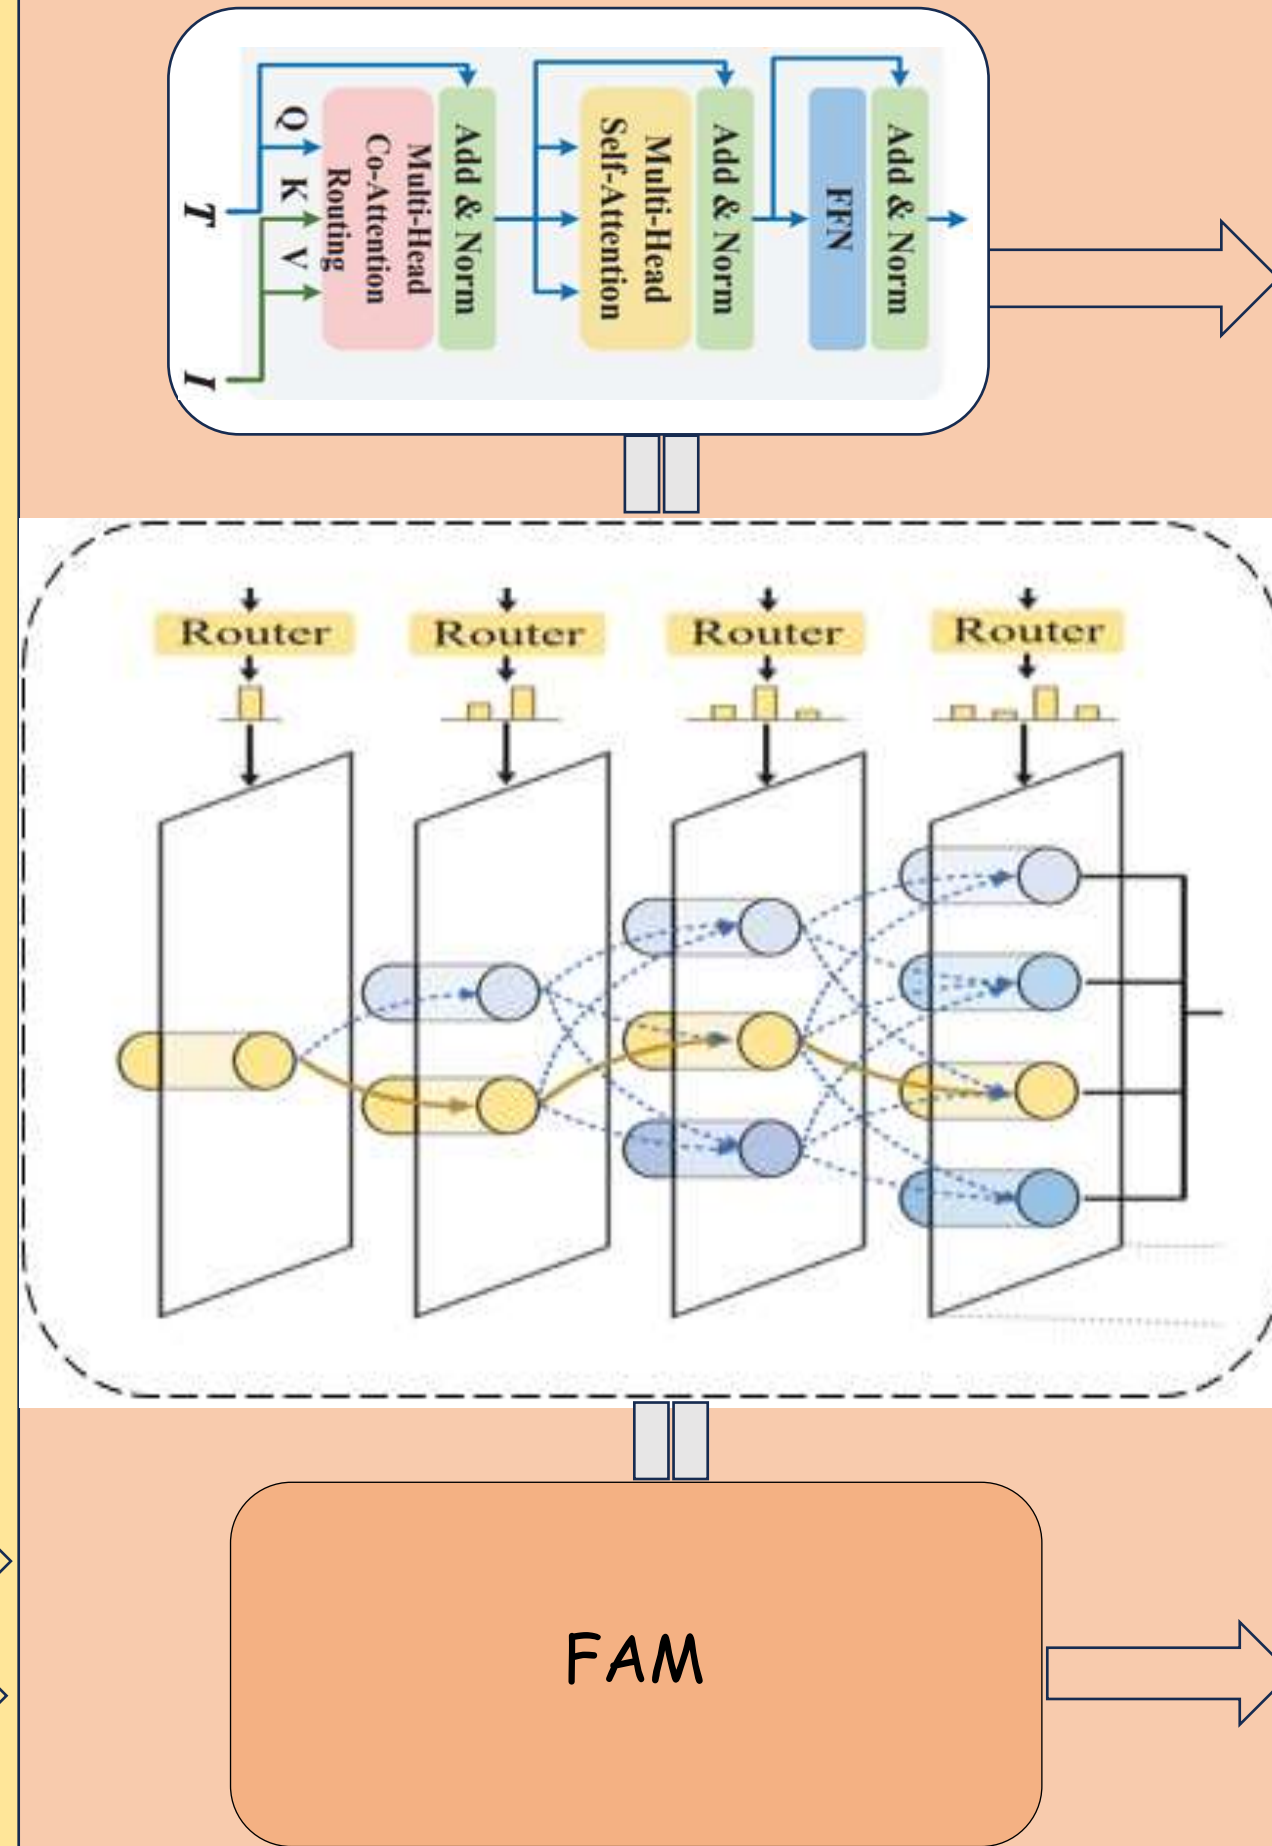 Q
K
V
T
I
Multi-Head
Co-Attention
Routing
Add & Norm
Multi-Head
Self-Attention
Add & Norm
FFN
Add & Norm
Router
Router
Router
Router
FAM